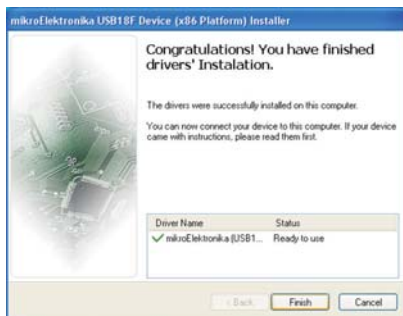 mikroElektronika USB18F Device (x86 Platform) Installer
Congratulations! You have finished
drivers' Instalation.
The drivers were successfully installed on this computer.
You can now connect your device to this computer. If your device
came with instructions, please read them first.
Driver Name Status
mikroElektronika (USB1... Ready to use
< Back Finish Cancel